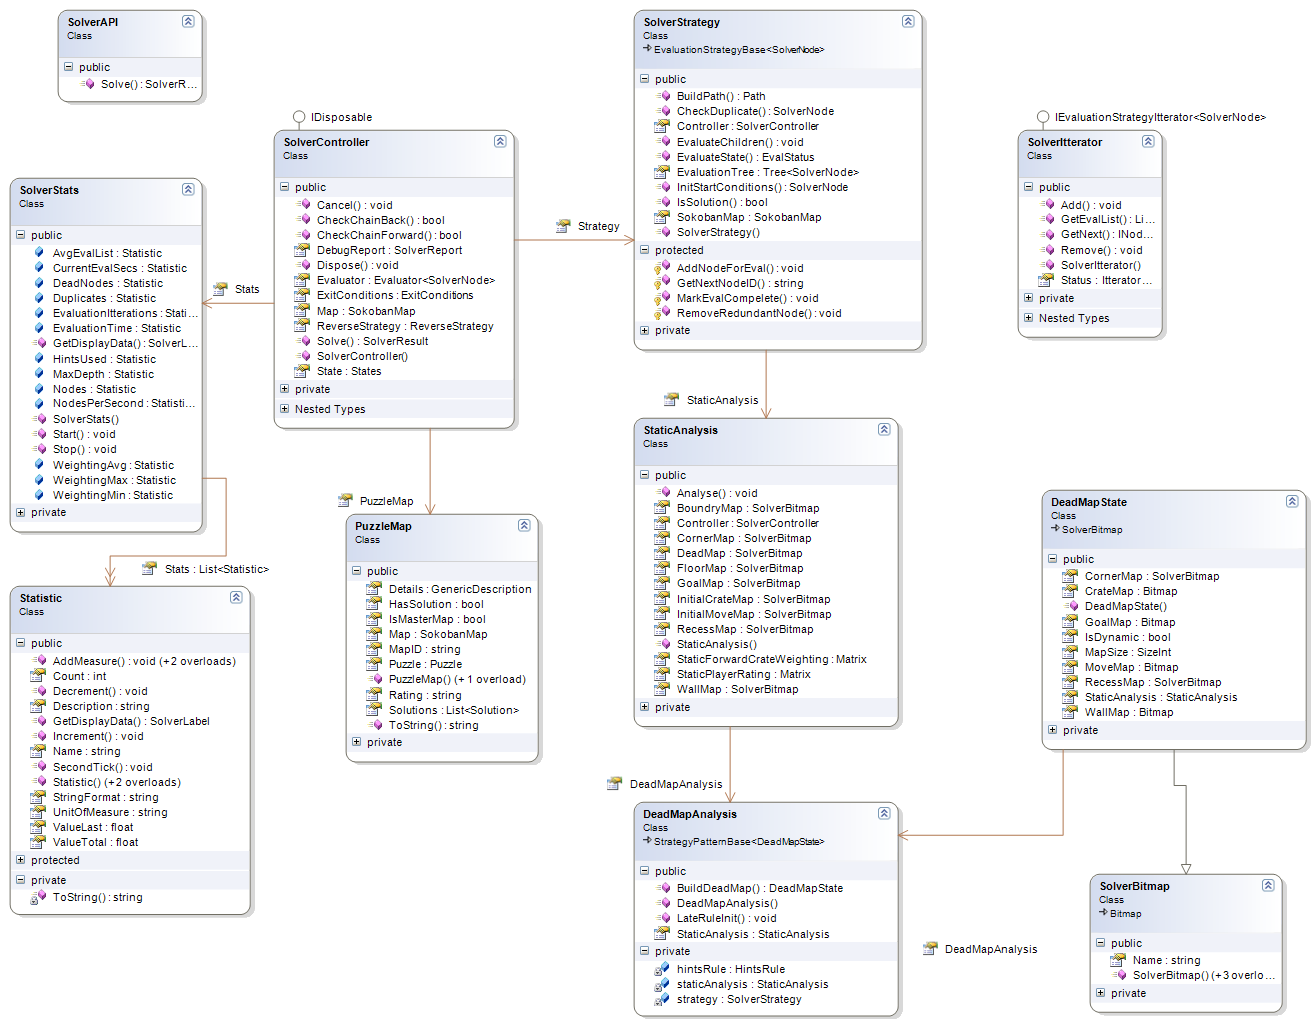 SolverAPI
Class
public
Solve() : SolverR...
SolverStats
Class
public
AvgEvalList : Statistic
CurrentEvalSecs : Statistic
DeadNodes : Statistic
Duplicates : Statistic
EvaluationItterations : Stati...
EvaluationTime : Statistic
GetDisplayData() : SolverL...
HintsUsed : Statistic
MaxDepth : Statistic
Nodes : Statistic
NodesPerSecond : Statisti...
SolverStats()
Start() : void
Stop() : void
WeightingAvg : Statistic
WeightingMax : Statistic
WeightingMin : Statistic
private
Stats : List<Statistic>
Statistic
Class
public
AddMeasure() : void (+2 overloads)
Count : int
Decrement() : void
Description : string
GetDisplayData() : SolverLabel
Increment() : void
Name : string
SecondTick() : void
Statistic() (+2 overloads)
StringFormat : string
UnitOfMeasure : string
ValueLast : float
ValueTotal : float
protected
private
ToString() : string
IDisposable
SolverController
Class
public
Cancel() : void
CheckChainBack() : bool
CheckChainForward() : bool
DebugReport : SolverReport
Dispose() : void
Evaluator : Evaluator<SolverNode>
ExitConditions : ExitConditions
Map : SokobanMap
ReverseStrategy : ReverseStrategy
Solve() : SolverResult
SolverController()
State : States
private
Nested Types
Stats
Strategy
PuzzleMap
PuzzleMap
Class
public
Details : GenericDescription
HasSolution : bool
IsMasterMap : bool
Map : SokobanMap
MapID : string
Puzzle : Puzzle
PuzzleMap() (+ 1 overload)
Rating : string
Solutions : List<Solution>
ToString() : string
private
SolverStrategy
Class
EvaluationStrategyBase<SolverNode>
public
BuildPath() : Path
CheckDuplicate() : SolverNode
Controller : SolverController
EvaluateChildren() : void
EvaluateState() : EvalStatus
EvaluationTree : Tree<SolverNode>
InitStartConditions() : SolverNode
IsSolution() : bool
SokobanMap : SokobanMap
SolverStrategy()
protected
AddNodeForEval() : void
GetNextNodeID() : string
MarkEvalCompelete() : void
RemoveRedundantNode() : void
private
StaticAnalysis
StaticAnalysis
Class
public
Analyse() : void
BoundryMap : SolverBitmap
Controller : SolverController
CornerMap : SolverBitmap
DeadMap : SolverBitmap
FloorMap : SolverBitmap
GoalMap : SolverBitmap
InitialCrateMap : SolverBitmap
InitialMoveMap : SolverBitmap
RecessMap : SolverBitmap
StaticAnalysis()
StaticForwardCrateWeighting : Matrix
StaticPlayerRating : Matrix
WallMap : SolverBitmap
private
DeadMapAnalysis
DeadMapAnalysis
Class
StrategyPatternBase<DeadMapState>
public
BuildDeadMap() : DeadMapState
DeadMapAnalysis()
LateRuleInit() : void
StaticAnalysis : StaticAnalysis
private
hintsRule : HintsRule
staticAnalysis : StaticAnalysis
strategy : SolverStrategy
IEvaluationStrategyItterator<SolverNode>
SolverItterator
Class
public
Add() : void
GetEvalList() : Li...
GetNext() : INod...
Remove() : void
SolverItterator()
Status : Itterator...
private
Nested Types
DeadMapState
Class
SolverBitmap
public
CornerMap : SolverBitmap
CrateMap : Bitmap
DeadMapState()
GoalMap : Bitmap
IsDynamic : bool
MapSize : SizeInt
MoveMap : Bitmap
RecessMap : SolverBitmap
StaticAnalysis : StaticAnalysis
WallMap : Bitmap
private
DeadMapAnalysis
SolverBitmap
Class
Bitmap
public
Name : string
SolverBitmap() (+3 overlo...
private